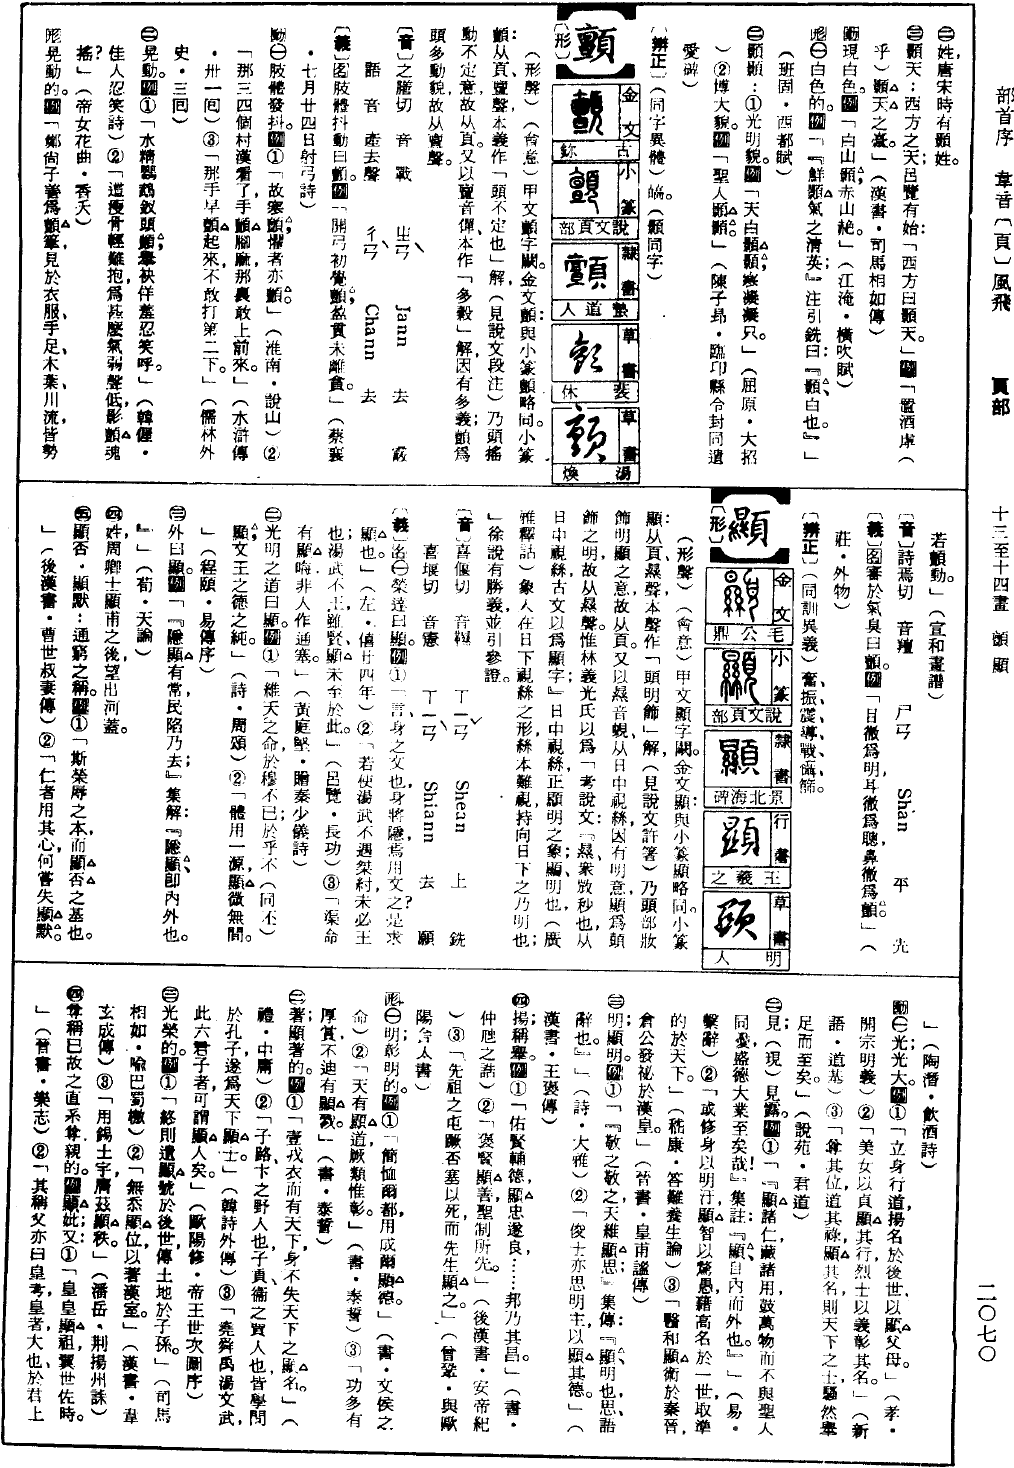 部首序 韋音〔頁〕風飛 頁部 十三至十四畫 顫顯 二〇七〇
㊁姓,唐宋時有顥姓。
㊂顥天:西方之天;呂覽有始:「西方曰顥天。」例「置酒虖(
乎)顥天之臺。」(漢書·司馬相如傳)
動現白色。例「白山顥,赤山赩。」(江淹·橫吹賦)
形㊀白色的。例「『鮮顥氣之清英』注引銑曰:『顥,白也。』」
(班固·西都賦)
㊁顥顥:①光明貌。例「天白顥顥,寒凝凝只。」(屈原·大招
)②博大貌。例「聖人顥顥。」(陳子昂·臨邛縣令封同遺
愛碑)
〔辨正〕(同字異體)皜。(顥同字)
顫
金文 古鉥
小篆 說文頁部
隸書 墊道人
草書 裴休
草書 湯煥
〔形〕
(形聲)(會意)甲文顫字闕。金文顫與小篆顫略同。小篆
顫:从頁,亶聲,本義作「頭不定也」解(見說文段注)乃頭搖
動不定意,故从頁。又以亶音僤,本作「多穀」解,因有多義;顫爲
頭多動貌,故从亶聲。
〔音〕之膳切 音戰 ㄓㄢˋ Jann 去 霰
語音 產去聲 ㄔㄢˋ Chann 去
〔義〕名肢體抖動曰顫。例「開弓初覺顫,盈貫未離貪。」(蔡襄
·七月廿四日射弓詩)
動㊀肢體發抖。例①「故寒顫,懼者亦顫。」(淮南·說山)②
「那三四個村漢看了,手顫腳麻,那裏敢上前來。」(水滸傳
·卅一回)③「那手早顫起來,不敢打第二下。」(儒林外
史·三回)
㊁晃動。例①「水精鸚鵡釵頭顫,舉袂佯羞忍笑呼。」(韓偓·
佳人忍笑詩)②「這瘦骨輕難抱,爲甚麼氣弱聲低,影顫魂
搖?」(帝女花曲·香夭)
形晃動的。例「鄭尙子善爲顫筆,見於衣服、手足、木葉、川流,皆勢
若顫動。」(宣和畫譜)
〔音〕詩焉切 音羶 ㄕㄢ Shan 平 先
〔義〕名審於氣臭曰顫。例「目徹爲明,耳徹爲聰,鼻徹爲顫。」(
莊·外物)
〔辨正〕(同訓異義)奮、振、震、導、戰、慴、篩。
顯
金文 毛公鼎
小篆 說文頁部
隸書 景北海碑
行書 王羲之
草書 明人
〔形〕
(形聲)(會意)甲文顯字闕。金文顯與小篆顯略同。小篆
顯:从頁,㬎聲,本聲作「頭明飾」解(見說文許箸)乃頭部妝
飾明顯之意,故从頁。又以㬎音蜆,从日中視絲,因有明意,顯爲頭
飾之明,故从㬎聲。惟林義光氏以爲「考說文:『㬎,衆微杪也,从
日中視絲,古文以爲顯字』日中視絲,正顯明之象;顯,明也(廣
雅釋詁)象人在日下視絲之形,絲本難視,持向日下之乃明也;
」徐說有勝義,並引參證。
〔音〕喜偃切 音䡥 ㄒㄧㄢˇ Shean 上 銑
喜堰切 音憲 ㄒㄧㄢˋ Shiann 去 願
〔義〕名㊀榮達曰顯。例①「言,身之文也;身將隱,焉用文之?是求
顯也。」(左·僖廿四年)②「若使湯武不遇桀紂,未必王
也;湯武不王,雖賢,顯未至於此。」(呂覽·長功)③「渠命
有顯晦,非人作通塞。」(黃庭堅·贈秦少儀詩)
㊁光明之道曰顯。例①「維天之命,於穆不已;於乎不(同丕)
顯,文王之德之純。」(詩·周頌)②「體用一源,顯微無間。
」(程頤·易傳序)
㊂外曰顯。例「『隱顯有常,民陷乃去』集解:『隱顯,卽內外也。
』」(荀·天論)
㊃姓,周卿士顯甫之後,望出河蓋。
㊄顯否·顯默:通窮之稱。例①「斯榮辱之本,而顯否之基也。
」(後漢書·曹世叔妻傳)②「仁者用其心,何嘗失顯默。
」(陶潛·飲酒詩)
動㊀光大。例①「立身行道,揚名於後世,以顯父母。」(孝·
開宗明義)②「美女以貞顯其行,烈士以義彰其名。」(新
語·道基)③「尊其位,道其祿,顯其名,則天下之士騷然舉
足而至矣。」(說苑·君道)
㊁見(現);見露。例①「『顯諸仁,藏諸用,鼓萬物而不與聖人
同憂,盛德大業至矣哉!』集註:『顯自內而外也。』」(易·
繫辭)②「或修身以明汙,顯智以驚愚,藉高名於一世,取準
的於天下。」(嵇康·答難養生論)③「醫和顯術於秦晉,
倉公發祕於漢皇。」(晉書·皇甫謐傳)
㊂明;顯明。例①「『敬之敬之,天維顯思』集傳:『顯,明也;思,語
辭也。』」(詩·大雅)②「俊士亦思明主以顯其德。」(
漢書·王褒傳)
㊃揚;稱舉。例①「佑賢輔德,顯忠遂良……邦乃其昌。」(書·
仲虺之誥)②「褒賢顯善,聖制所先。」(後漢書·安帝紀
)③「先祖之屯蹶否塞以死,而先生顯之。」(曾鞏·與歐
陽舍人書)
形㊀明;彰明的。例①「簡恤爾都,用成爾顯德。」(書·文侯之
命)②「天有顯道,厥類惟彰。」(書·泰誓)③「功多有
厚賞,不迪有顯戮。」(書·泰誓)
㊁著;顯著的。例①「壹戎衣而有天下,身不失天下之顯名。」(
禮·中庸)②「子路,卞之野人也;子貢,衞之賈人也;皆學問
於孔子,遂爲天下顯士。」(韓詩外傳)③「堯、舜、禹、湯、文、武,
此六君子者,可謂顯人矣。」(歐陽修·帝王世次圖序)
㊂光榮的。例①「終則遺顯號於後世,傳土地於子孫。」(司馬
相如·喩巴蜀檄)②「無忝顯位,以著漢室。」(漢書·韋
玄成傳)③「用錫土宇,膺茲顯秩。」(潘岳·荆揚州誄)
㊃尊稱已故之直系尊親的。例顯妣;又①「皇皇顯祖,翼世佐時。
」(晉書·樂志)②「其稱父亦曰皇考;皇者大也,於君上